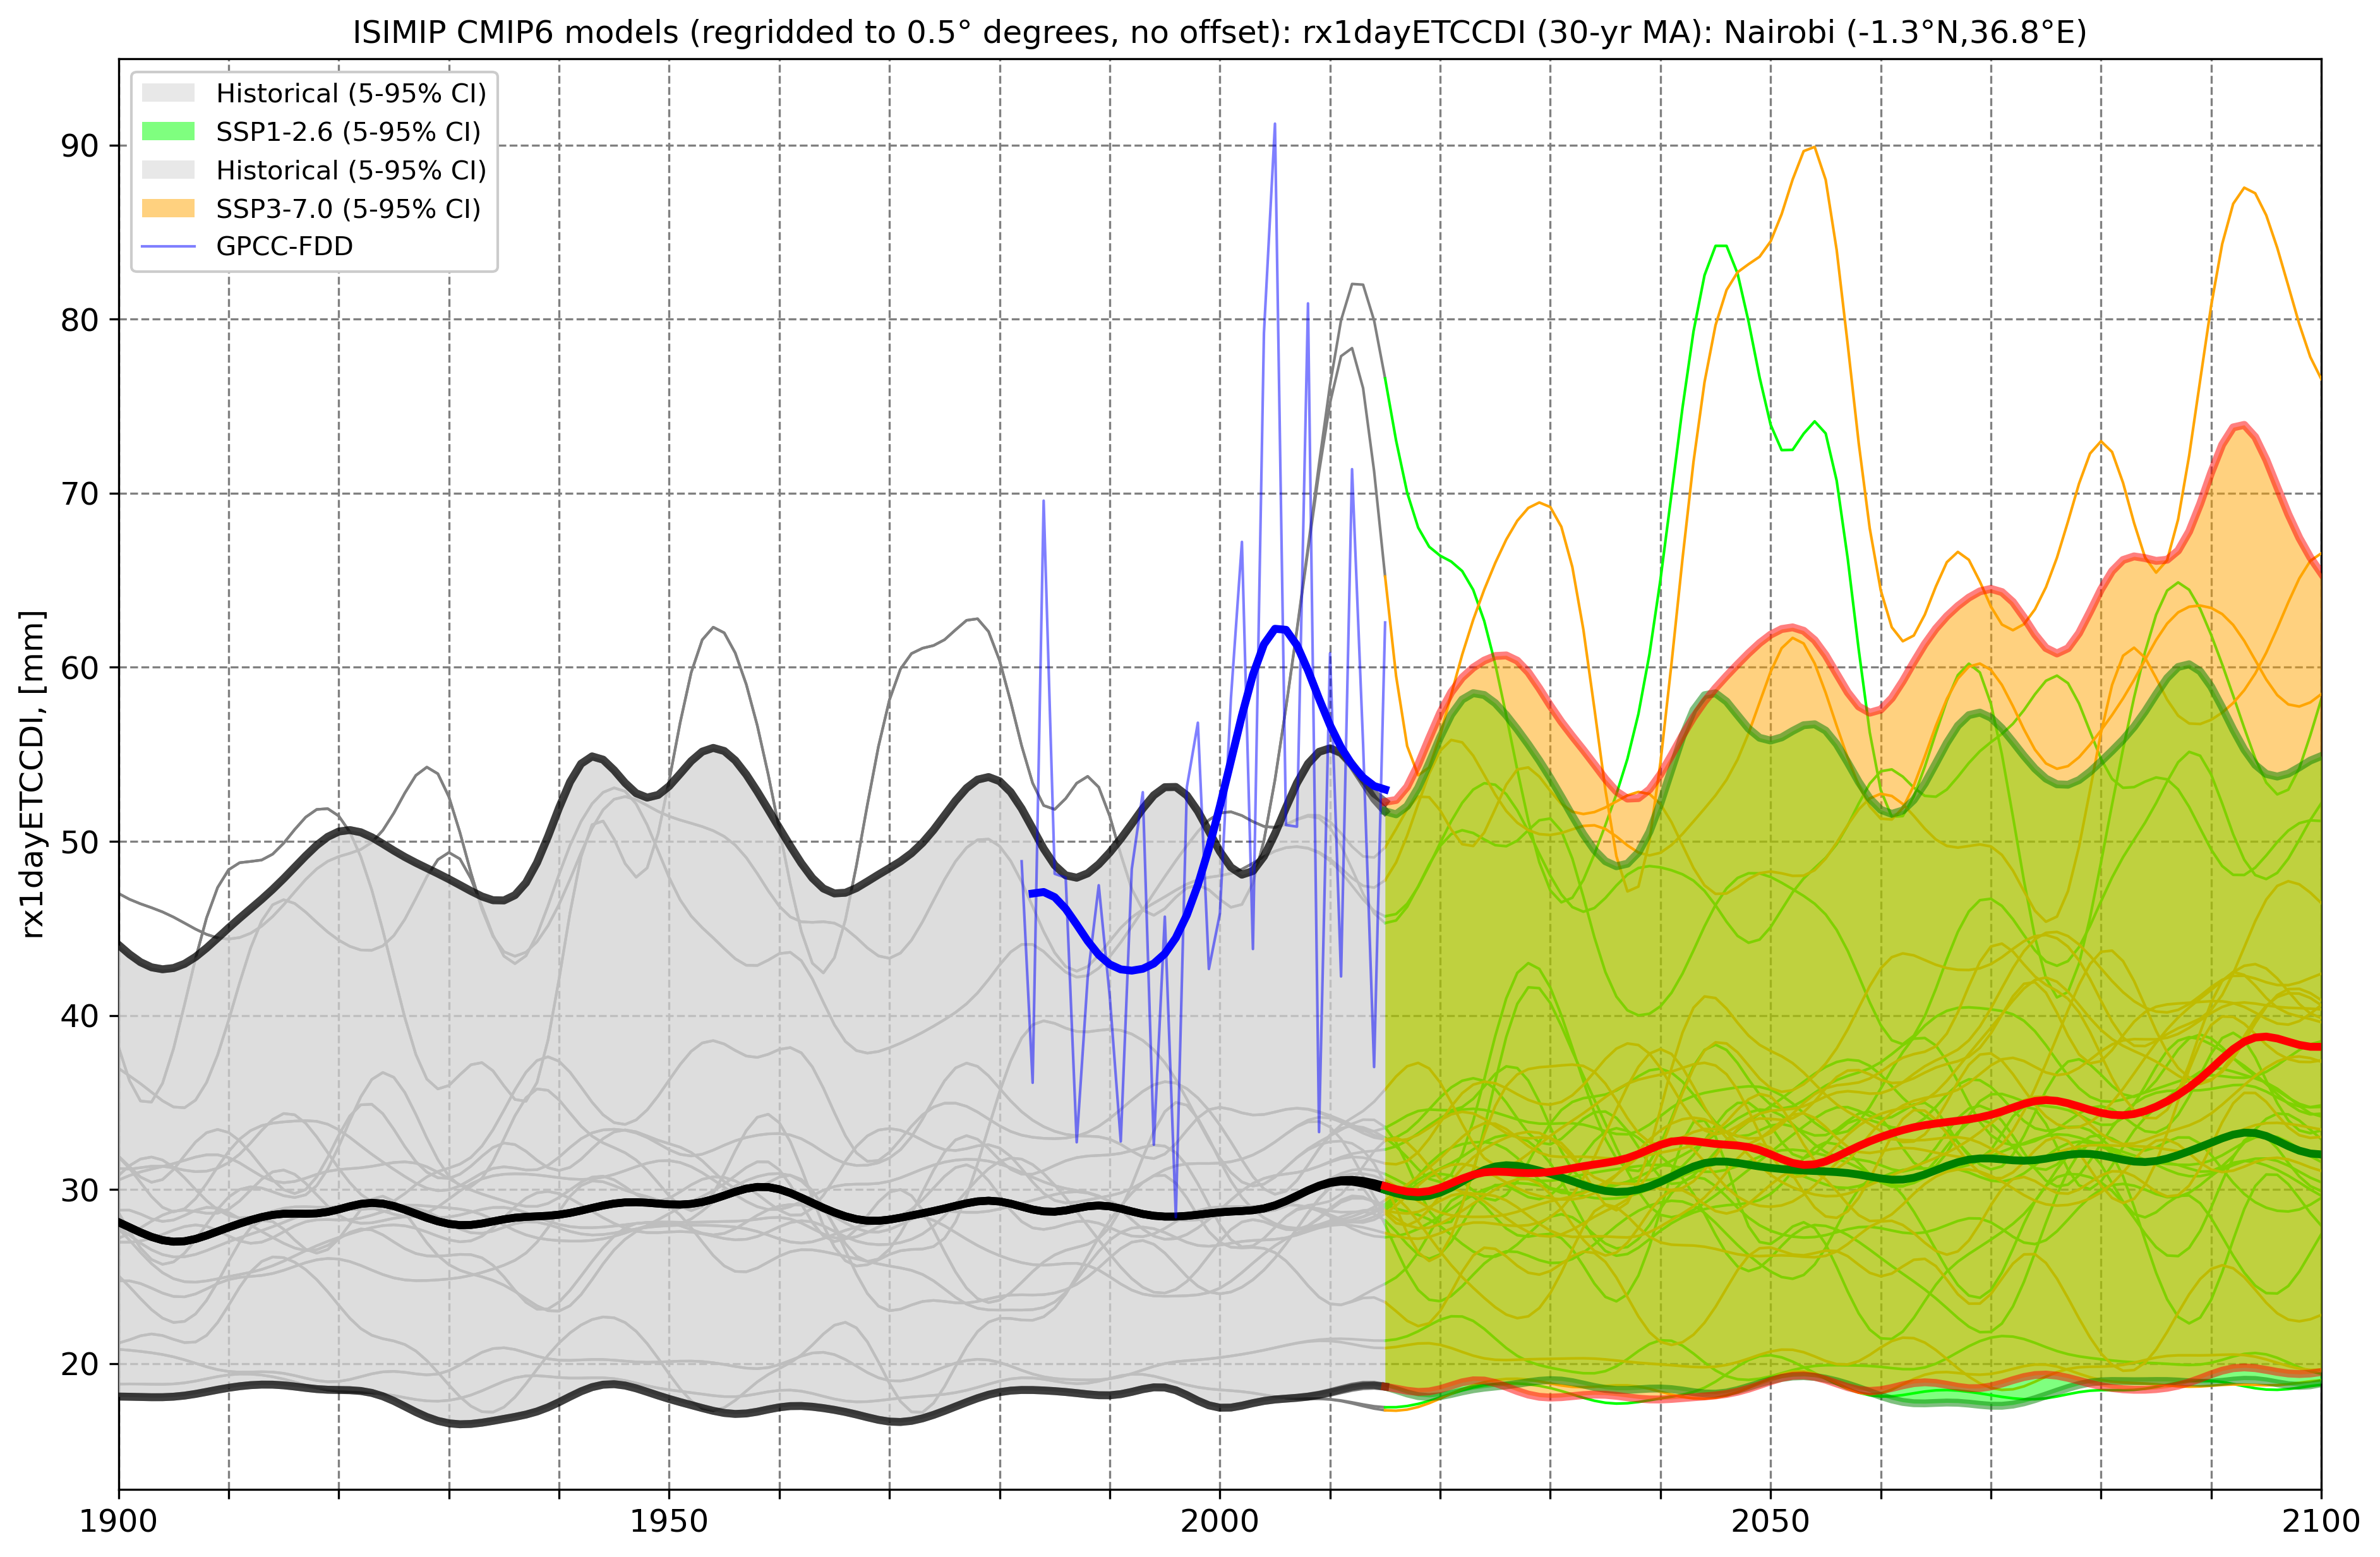 ISIMIP CMIP6 models (regridded to 0.5° degrees, no offset): rx1dayETCCDI (30-yr MA): Nairobi (-1.3°N,36.8°E)
Historical (5-95% CI)
SSP1-2.6 (5-95% CI)
Historical (5-95% CI)
SSP3-7.0 (5-95% CI)
GPCC-FDD
rx1dayETCCDI, [mm]
90
80
70
60
50
40
30
20
1900 1950 2000 2050 2100